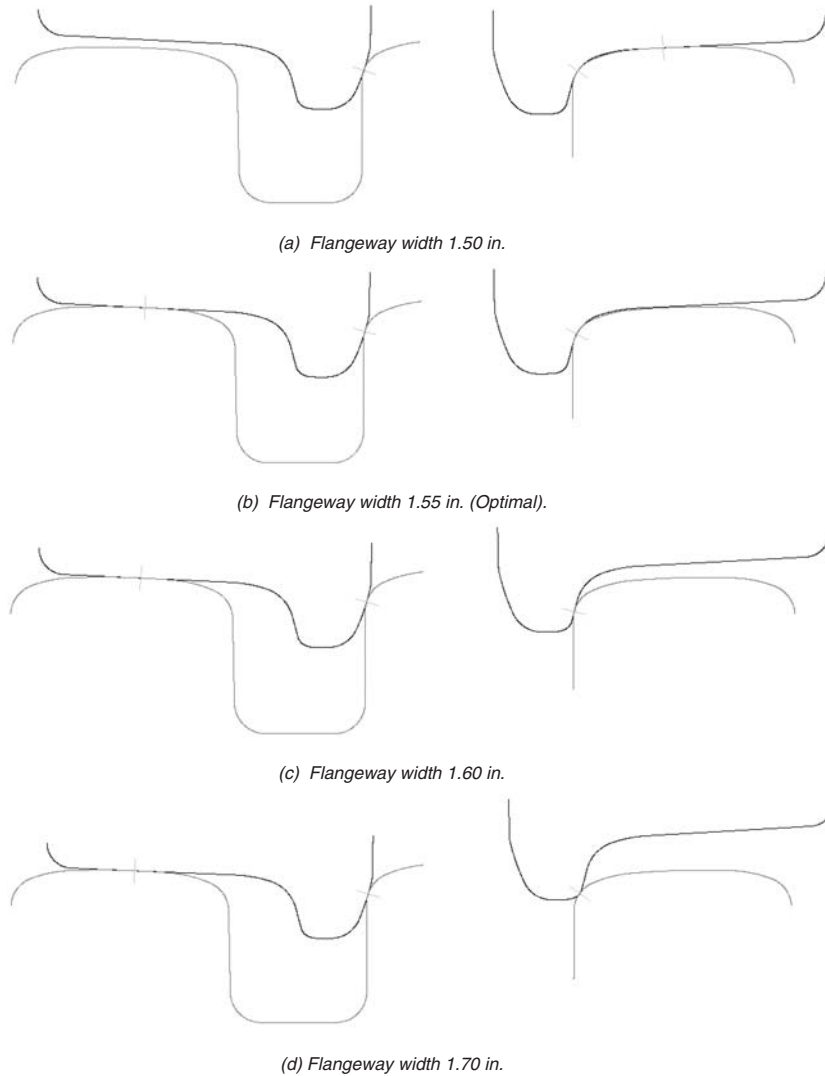 (a) Flangeway width 1.50 in.
(b) Flangeway width 1.55 in. (Optimal).
(c) Flangeway width 1.60 in.
(d) Flangeway width 1.70 in.